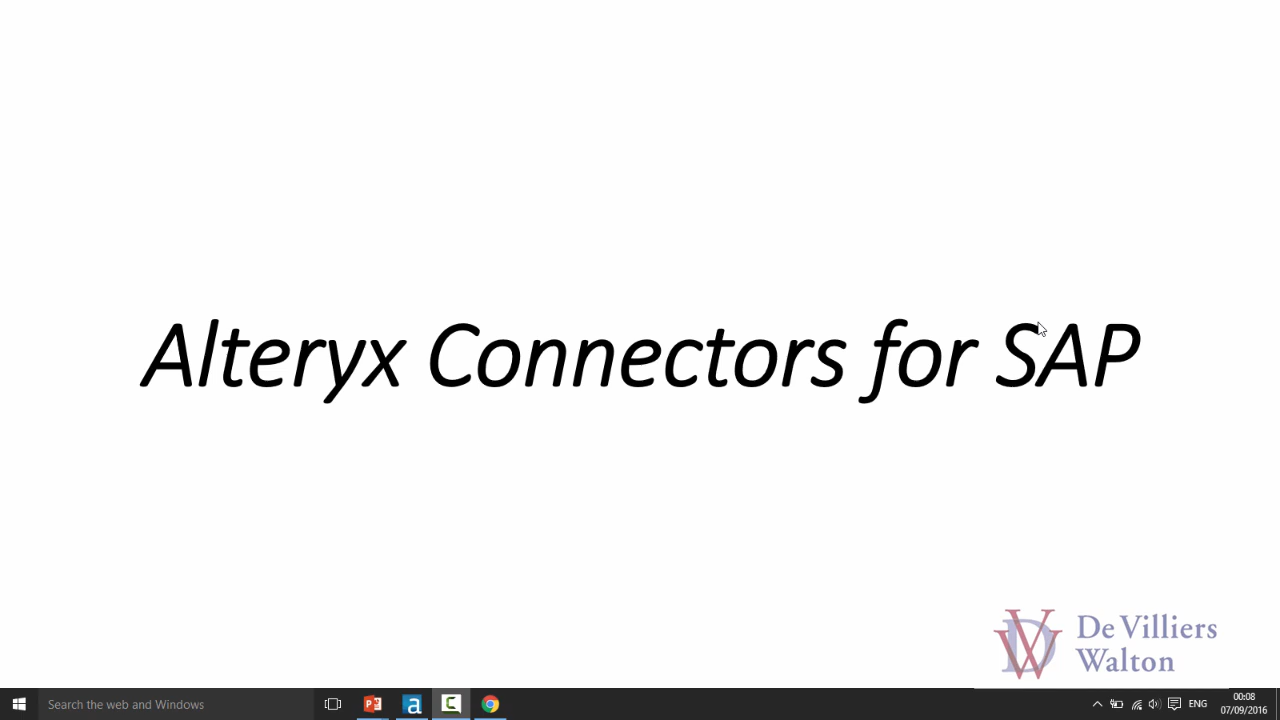 Alteryx Connectors for SAP
De Villiers
Walton
Search the web and Windows
ENG
00:08
07/09/2016